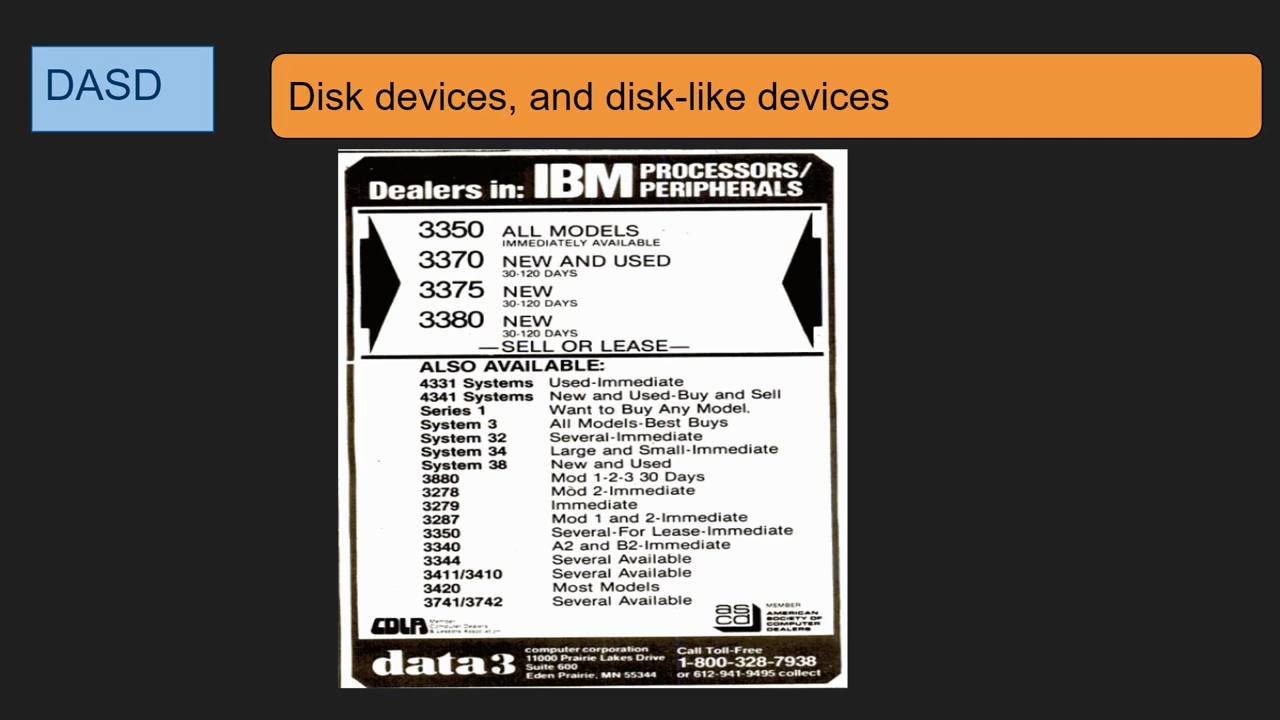 DASD
Disk devices, and disk-like devices
Dealers in: IBM PROCESSORS/
PERIPHERALS
3350 ALL MODELS
IMMEDIATELY AVAILABLE
3370 NEW AND USED
30-120 DAYS
3375 NEW
30-120 DAYS
3380 NEW
30-120 DAYS
—SELL OR LEASE—
ALSO AVAILABLE:
4331 Systems Used-Immediate
4341 Systems New and Used-Buy and Sell
Series 1 Want to Buy Any Model.
System 3 All Models-Best Buys
System 32 Several-Immediate
System 34 Large and Small-Immediate
System 38 New and Used
3880 Mod 1-2-3 30 Days
3278 Mod 2-Immediate
3279 Immediate
3287 Mod 1 and 2-Immediate
3350 Several-For Lease-Immediate
3340 A2 and B2-Immediate
3344 Several Available
3411/3410 Several Available
3420 Most Models
3741/3742 Several Available
CDLA
Member
Computer Dealers
& Lessors Association
ascd
MEMBER
AMERICAN
SOCIETY OF
COMPUTER
DEALERS
data3
computer corporation
11000 Prairie Lakes Drive
Suite 600
Eden Prairie, MN 55344
Call Toll-Free
1-800-328-7938
or 612-941-9495 collect